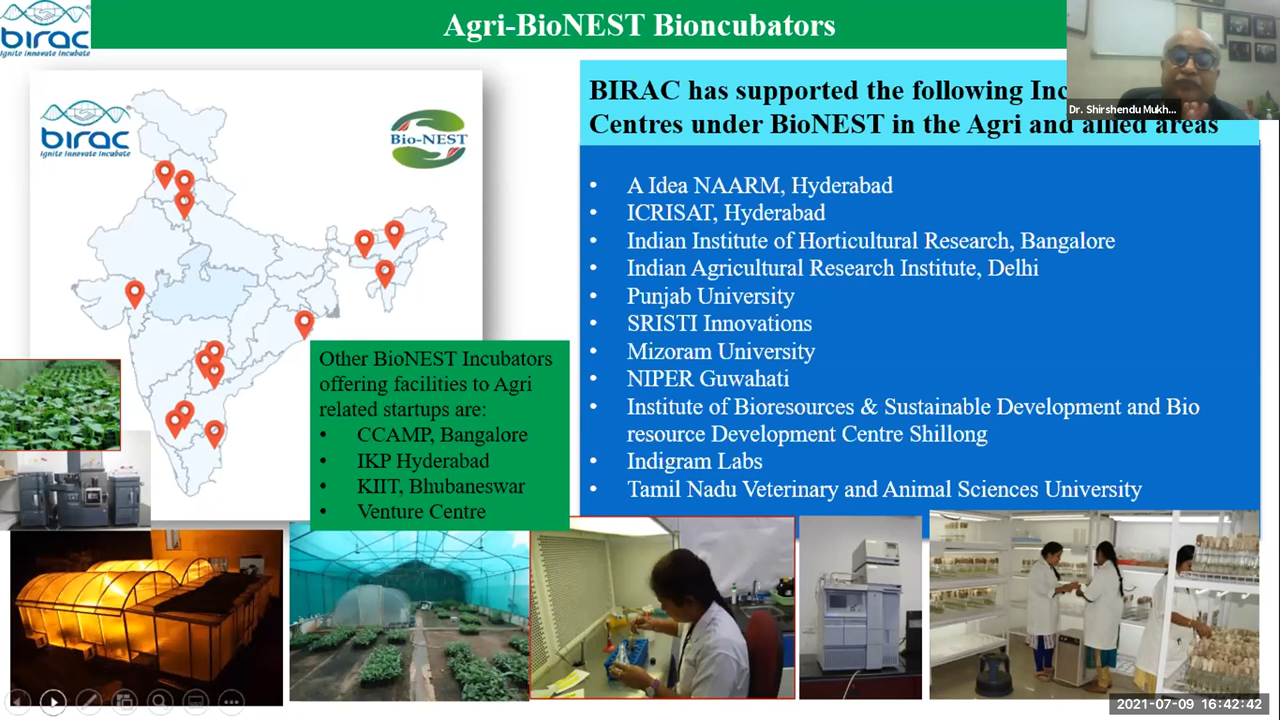 birac
Ignite Innovate Incubate
Agri-BioNEST Bioncubators
Dr. Shirshendu Mukh...
birac
Ignite Innovate Incubate
Bio-NEST
BIRAC has supported the following Inc
Centres under BioNEST in the Agri and allied areas
• A Idea NAARM, Hyderabad
• ICRISAT, Hyderabad
• Indian Institute of Horticultural Research, Bangalore
• Indian Agricultural Research Institute, Delhi
• Punjab University
• SRISTI Innovations
• Mizoram University
• NIPER Guwahati
• Institute of Bioresources & Sustainable Development and Bio
resource Development Centre Shillong
• Indigram Labs
• Tamil Nadu Veterinary and Animal Sciences University
Other BioNEST Incubators
offering facilities to Agri
related startups are:
• CCAMP, Bangalore
• IKP Hyderabad
• KIIT, Bhubaneswar
• Venture Centre
2021-07-09 16:42:42